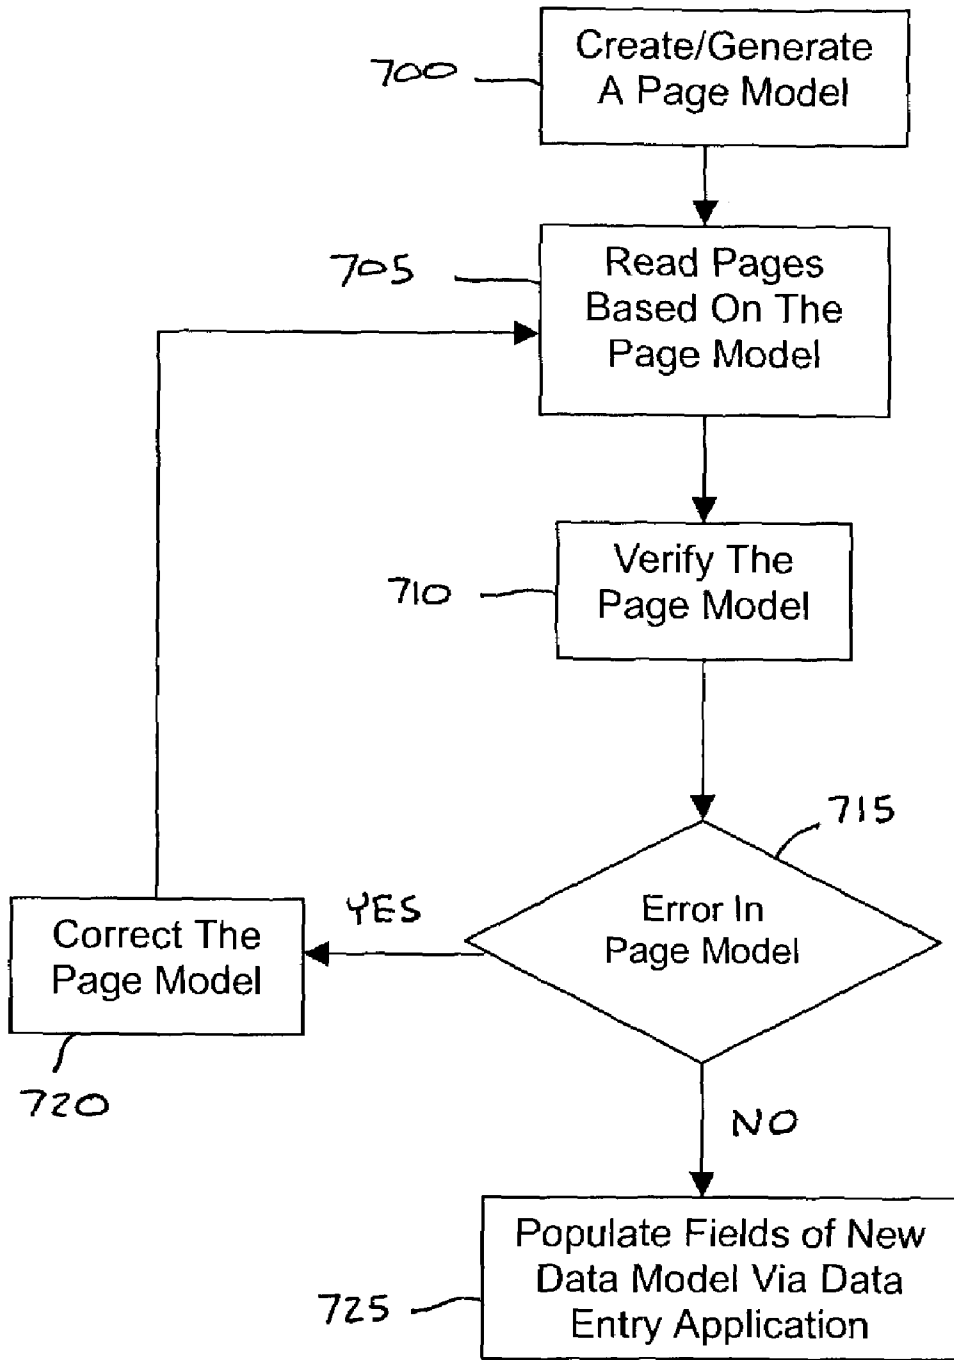 Create/Generate
A Page Model
700
Read Pages
Based On The
Page Model
705
Verify The
Page Model
710
715
Error In
Page Model
YES
Correct The
Page Model
720
NO
Populate Fields of New
Data Model Via Data
Entry Application
725